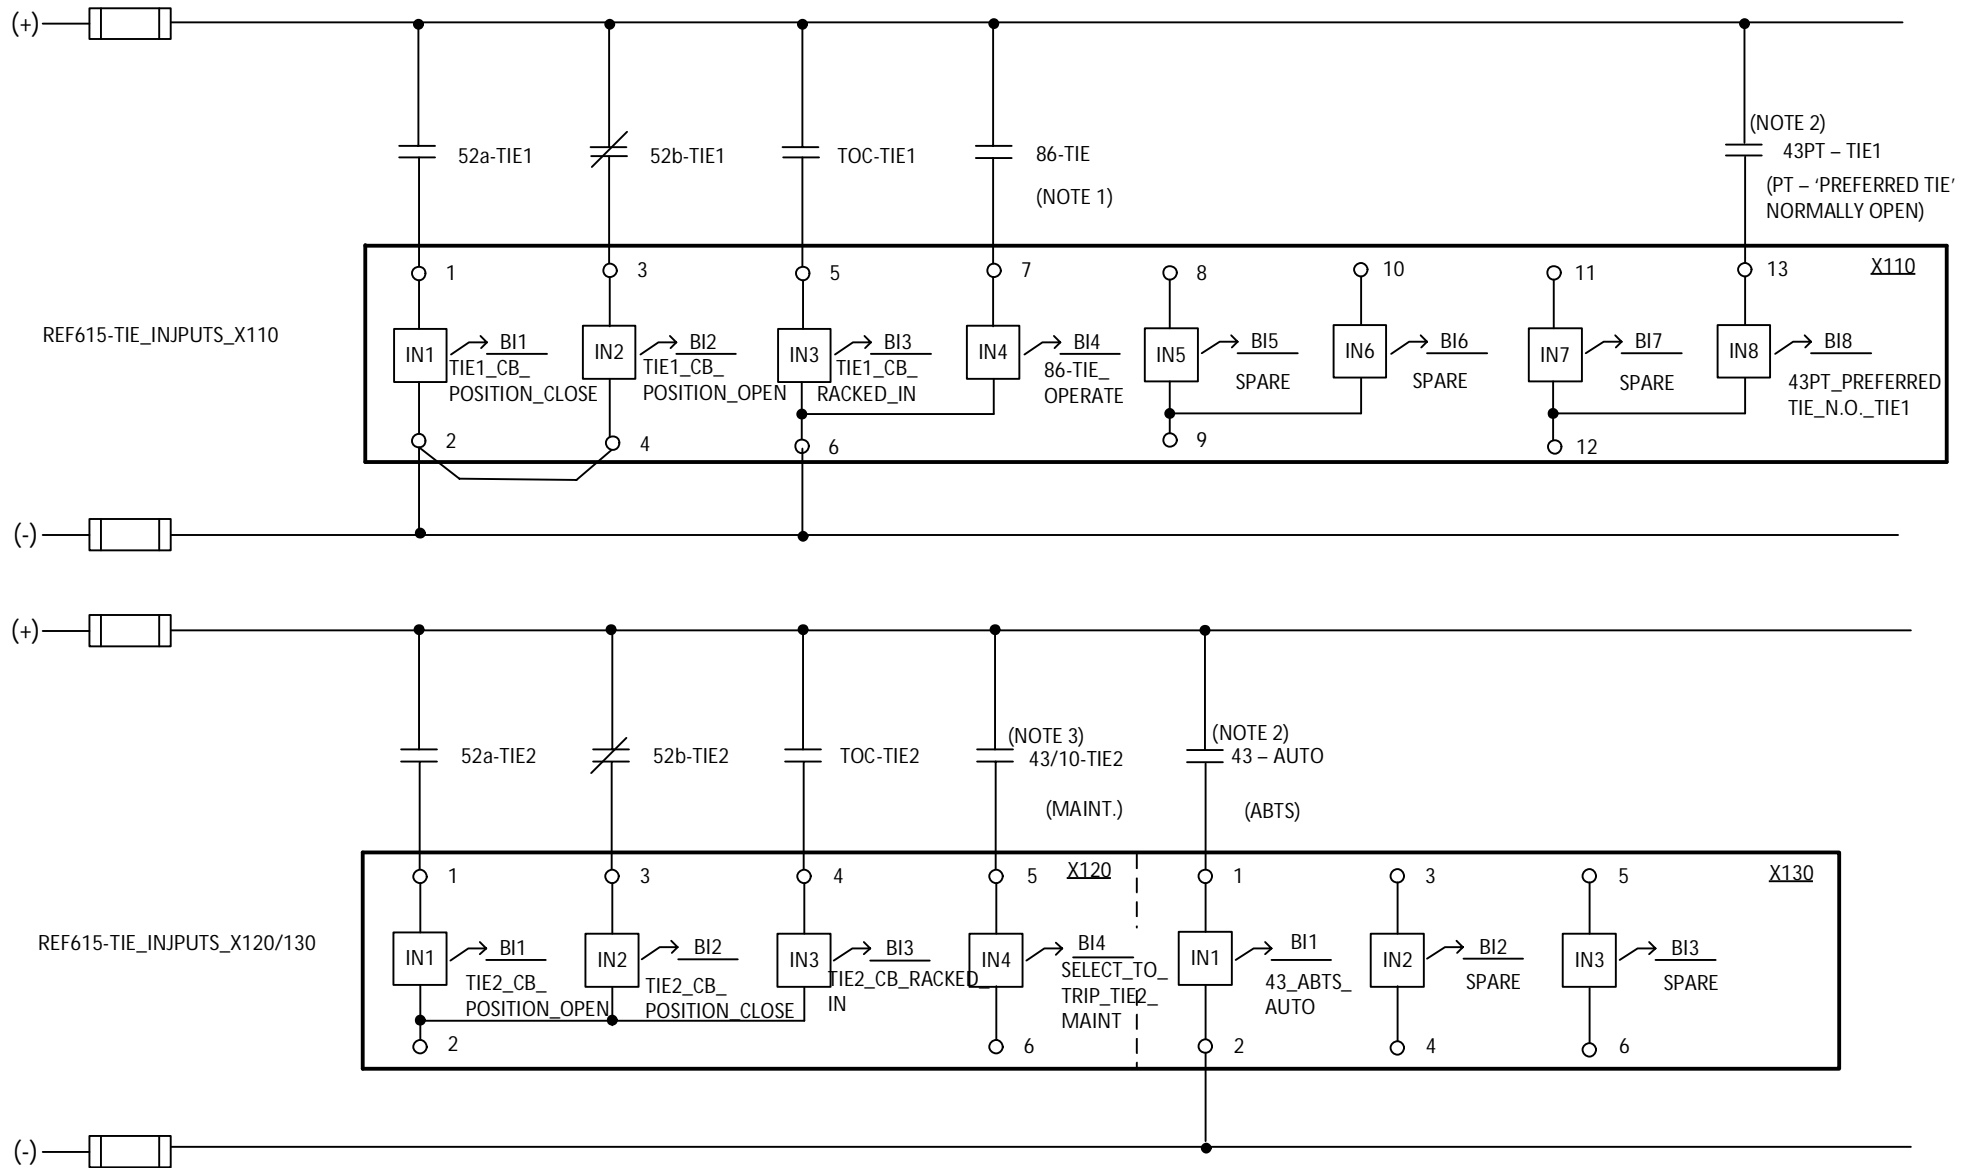 (+)
52a-TIE1
52b-TIE1
TOC-TIE1
86-TIE
(NOTE 1)
(NOTE 2)
43PT – TIE1
(PT – ‘PREFERRED TIE’
NORMALLY OPEN)
REF615-TIE_INJPUTS_X110
1
3
5
7
8
10
11
13
X110
IN1
BI1
TIE1_CB_
POSITION_CLOSE
IN2
BI2
TIE1_CB_
POSITION_OPEN
IN3
BI3
TIE1_CB_
RACKED_IN
IN4
BI4
86-TIE_
OPERATE
IN5
BI5
SPARE
IN6
BI6
SPARE
IN7
BI7
SPARE
IN8
BI8
43PT_PREFERRED
TIE_N.O._TIE1
2
4
6
9
12
(-)
(+)
52a-TIE2
52b-TIE2
TOC-TIE2
(NOTE 3)
43/10-TIE2
(MAINT.)
(NOTE 2)
43 – AUTO
(ABTS)
REF615-TIE_INJPUTS_X120/130
1
3
4
5
X120
1
3
5
X130
IN1
BI1
TIE2_CB_
POSITION_OPEN
IN2
BI2
TIE2_CB_
POSITION_CLOSE
IN3
BI3
TIE2_CB_RACKED_
IN
IN4
BI4
SELECT_TO_
TRIP_TIE2_
MAINT
IN1
BI1
43_ABTS_
AUTO
IN2
BI2
SPARE
IN3
BI3
SPARE
2
6
2
4
6
(-)